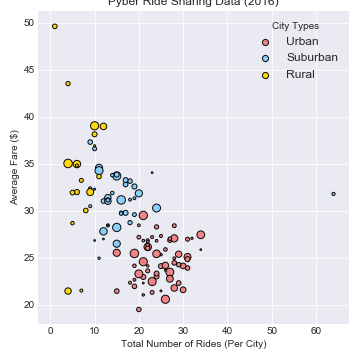 Pyber Ride Sharing Data (2016)
City Types
Urban
Suburban
Rural
Average Fare ($)
50
45
40
35
30
25
20
0
10
20
30
40
50
60
Total Number of Rides (Per City)